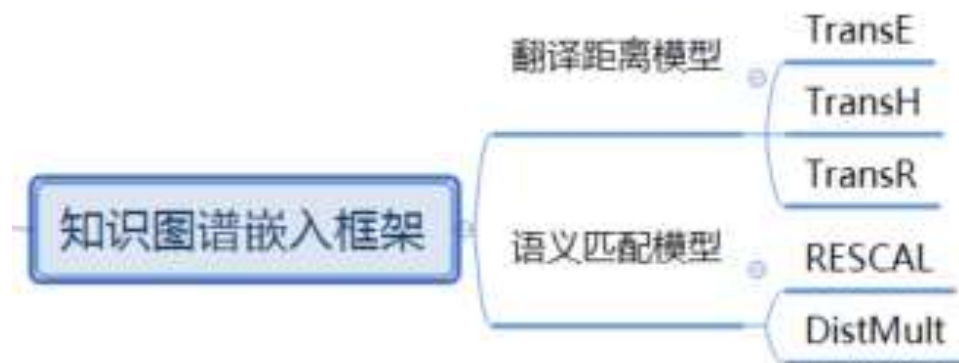 知识图谱嵌入框架
翻译距离模型
TransE
TransH
TransR
语义匹配模型
RESCAL
DistMult